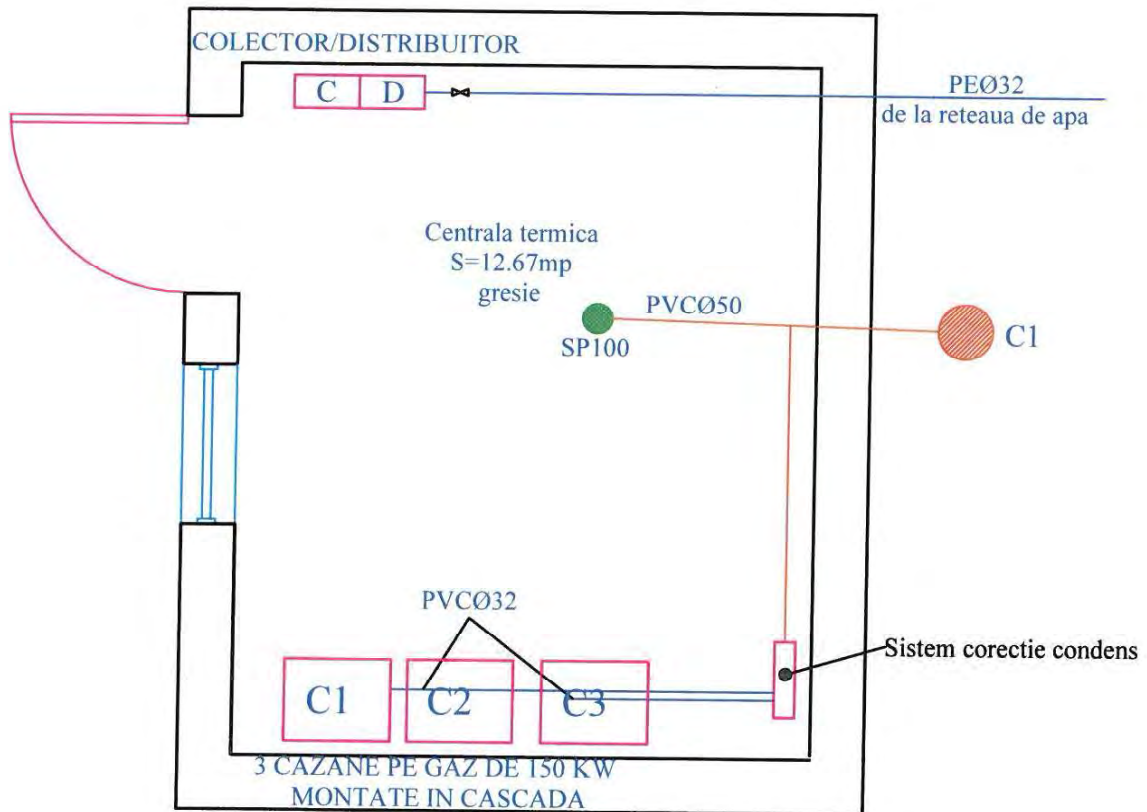 COLECTOR/DISTRIBUITOR
C D
PEØ32
de la reteaua de apa
Centrala termica
S=12.67mp
gresie
PVCØ50
SP100
C1
PVCØ32
Sistem corectie condens
C1 C2 C3
3 CAZANE PE GAZ DE 150 KW
MONTATE IN CASCADA